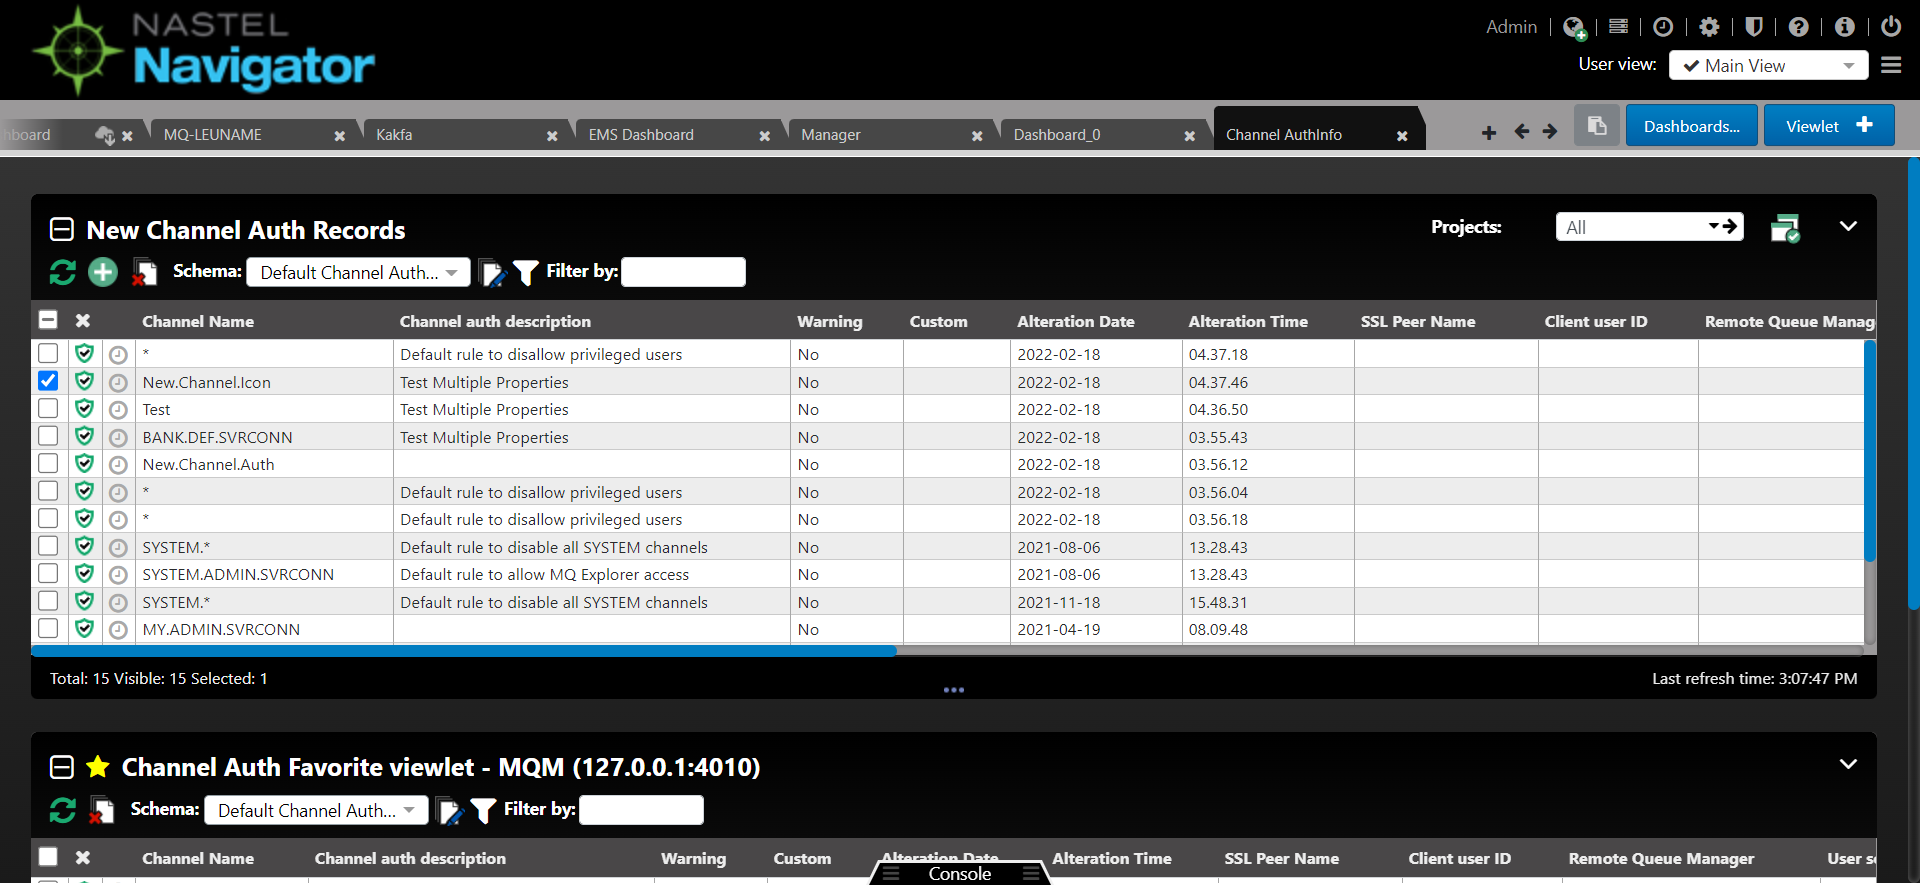 NASTEL
Navigator
Admin
User view: Main View
hboard
MQ-LEUNAME
Kakfa
EMS Dashboard
Manager
Dashboard_0
Channel AuthInfo
Dashboards...
Viewlet
New Channel Auth Records
Projects: All
Schema: Default Channel Auth... Filter by:
Channel Name Channel auth description Warning Custom Alteration Date Alteration Time SSL Peer Name Client user ID Remote Queue Manag
* Default rule to disallow privileged users No 2022-02-18 04.37.18
New.Channel.Icon Test Multiple Properties No 2022-02-18 04.37.46
Test Test Multiple Properties No 2022-02-18 04.36.50
BANK.DEF.SVRCONN Test Multiple Properties No 2022-02-18 03.55.43
New.Channel.Auth No 2022-02-18 03.56.12
* Default rule to disallow privileged users No 2022-02-18 03.56.04
* Default rule to disallow privileged users No 2022-02-18 03.56.18
SYSTEM.* Default rule to disable all SYSTEM channels No 2021-08-06 13.28.43
SYSTEM.ADMIN.SVRCONN Default rule to allow MQ Explorer access No 2021-08-06 13.28.43
SYSTEM.* Default rule to disable all SYSTEM channels No 2021-11-18 15.48.31
MY.ADMIN.SVRCONN No 2021-04-19 08.09.48
Total: 15 Visible: 15 Selected: 1
Last refresh time: 3:07:47 PM
Channel Auth Favorite viewlet - MQM (127.0.0.1:4010)
Schema: Default Channel Auth... Filter by:
Channel Name Channel auth description Warning Custom Alteration Date Alteration Time SSL Peer Name Client user ID Remote Queue Manager User s
Console